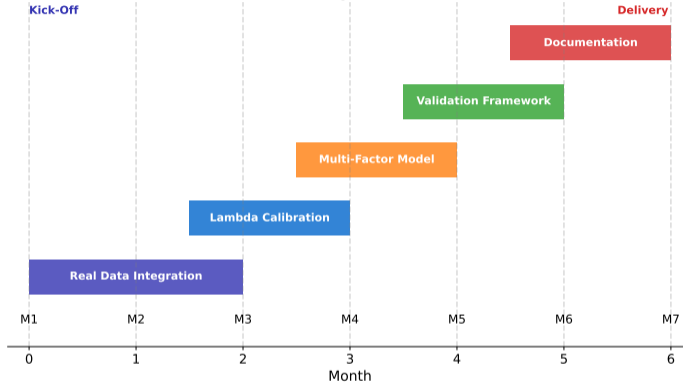 Kick-Off Delivery
Documentation
Validation Framework
Multi-Factor Model
Lambda Calibration
Real Data Integration
M1 M2 M3 M4 M5 M6 M7
0 1 2 3 4 5 6
Month